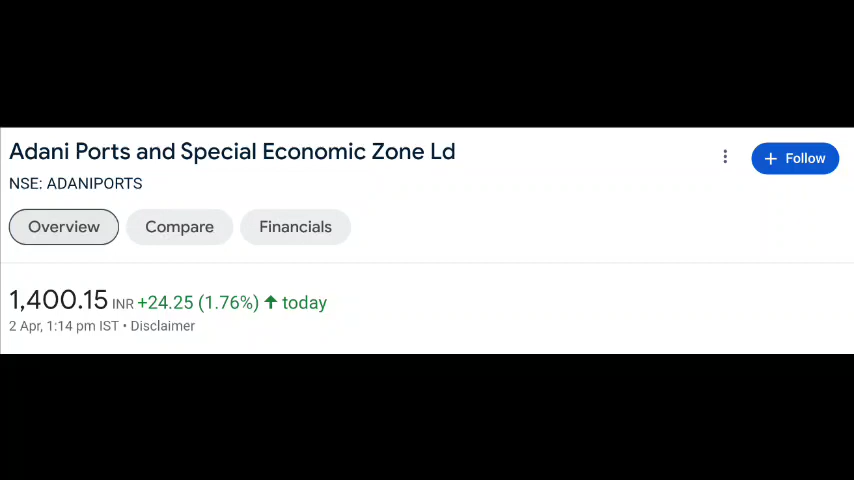 Adani Ports and Special Economic Zone Ld
+ Follow
NSE: ADANIPORTS
Overview Compare Financials
1,400.15 INR +24.25 (1.76%) ↑ today
2 Apr, 1:14 pm IST • Disclaimer